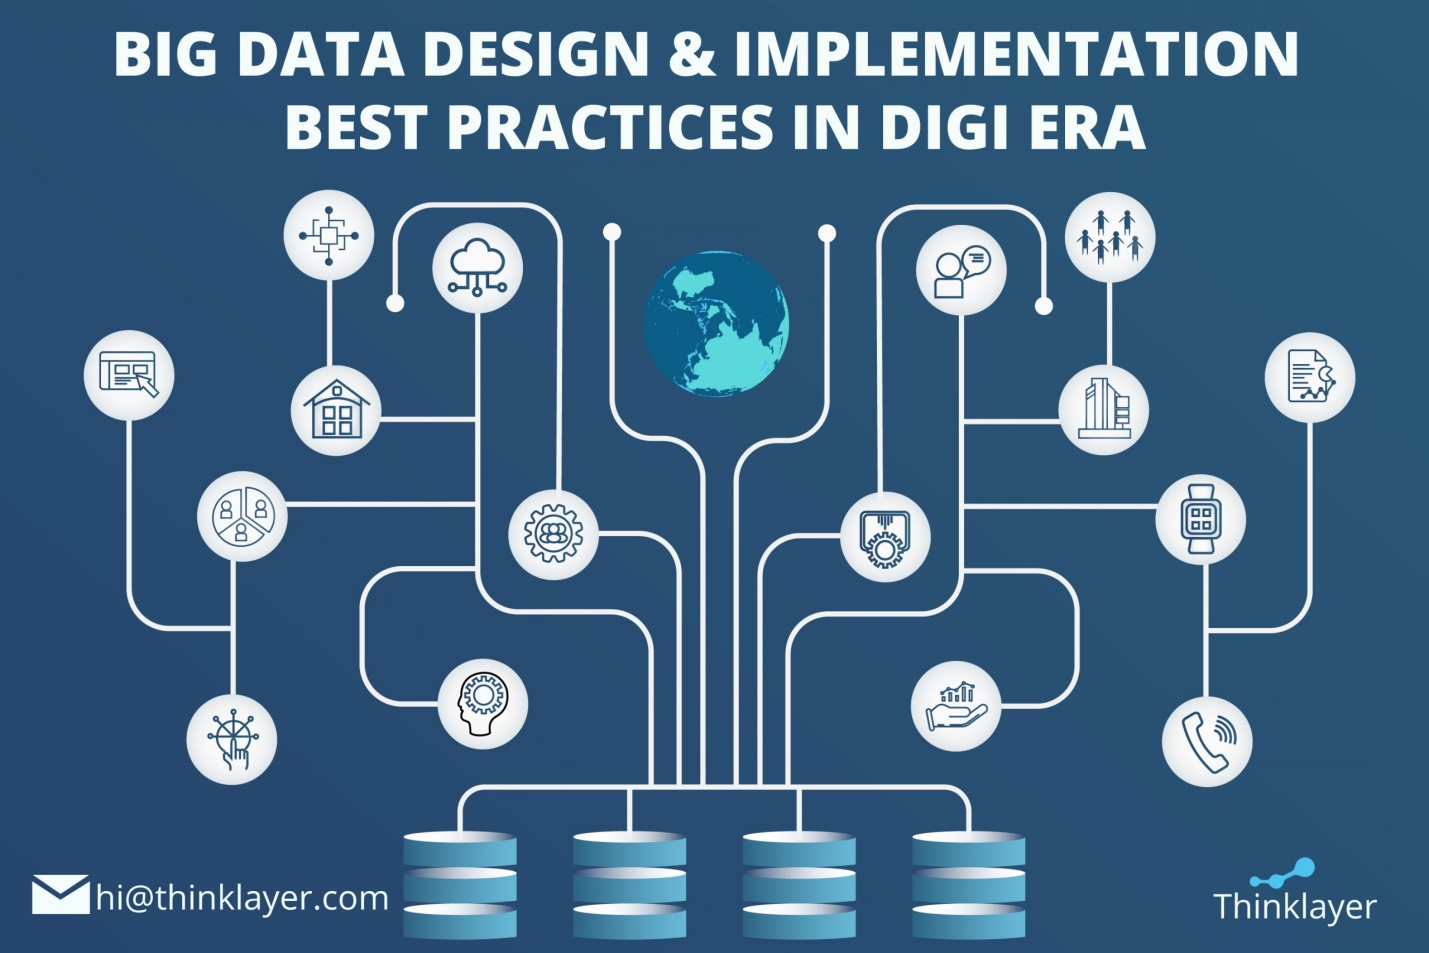 BIG DATA DESIGN & IMPLEMENTATION
BEST PRACTICES IN DIGI ERA
hi@thinklayer.com
Thinklayer